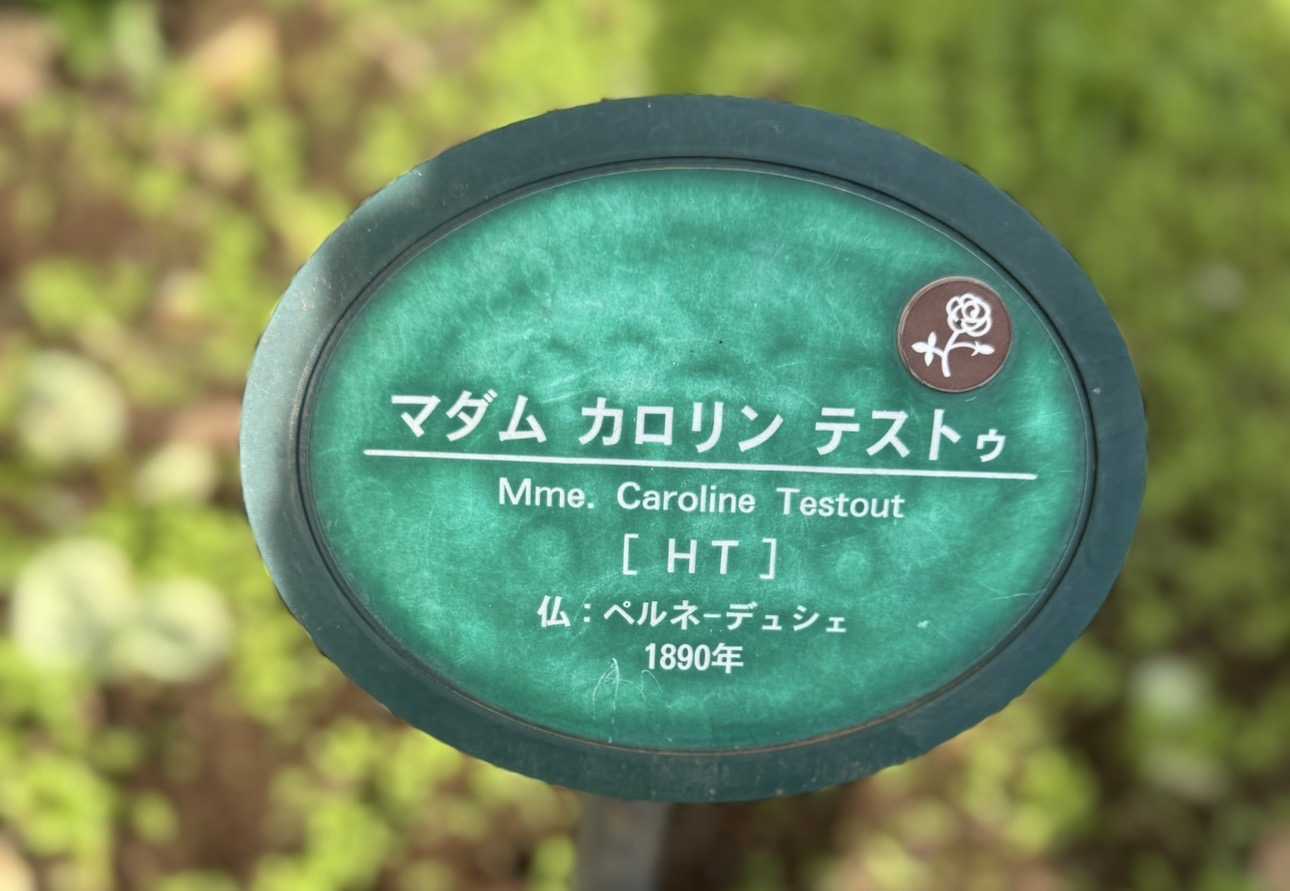 マダム カロリン テストゥ
Mme. Caroline Testout
[ HT ]
仏：ペルネ−デュシェ
1890年